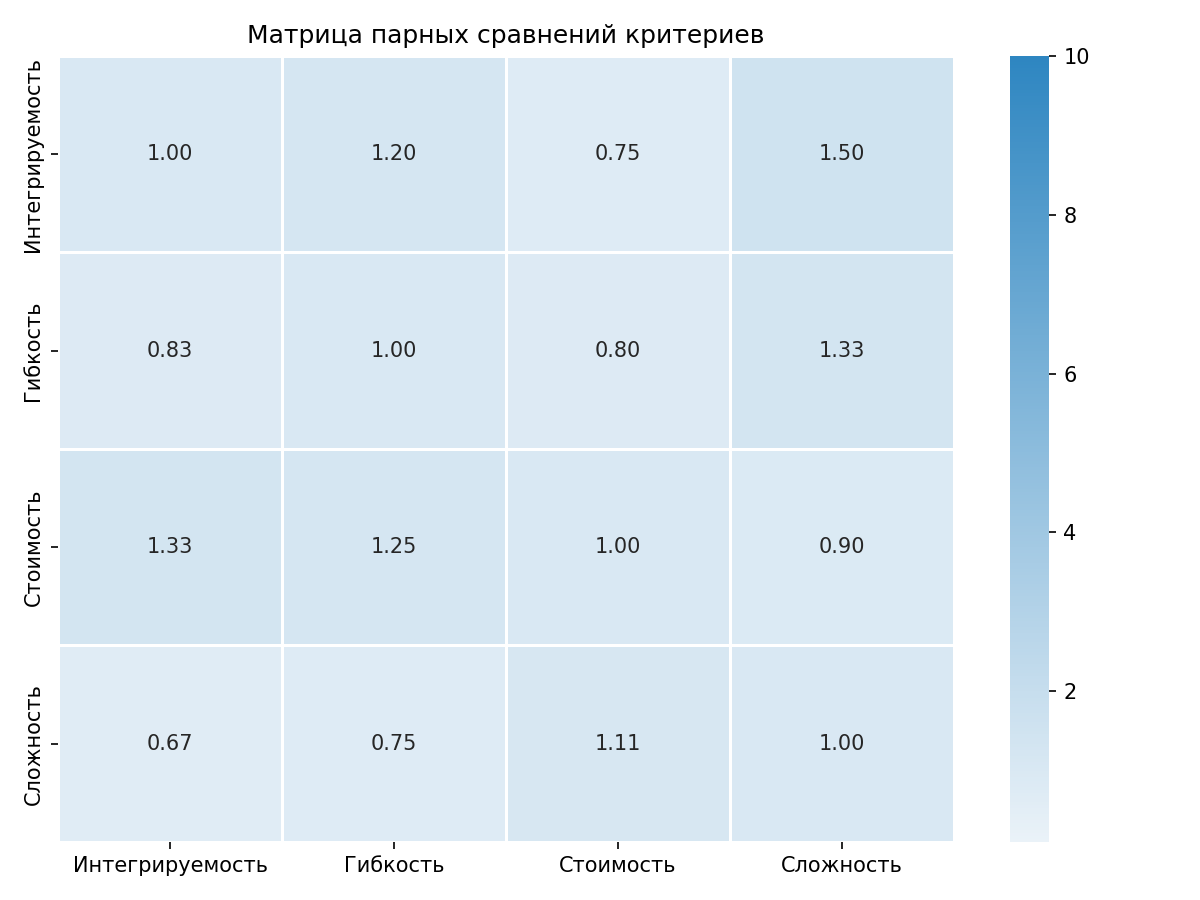 Матрица парных сравнений критериев
Интегрируемость 1.00 1.20 0.75 1.50
Гибкость 0.83 1.00 0.80 1.33
Стоимость 1.33 1.25 1.00 0.90
Сложность 0.67 0.75 1.11 1.00
Интегрируемость Гибкость Стоимость Сложность
10
8
6
4
2